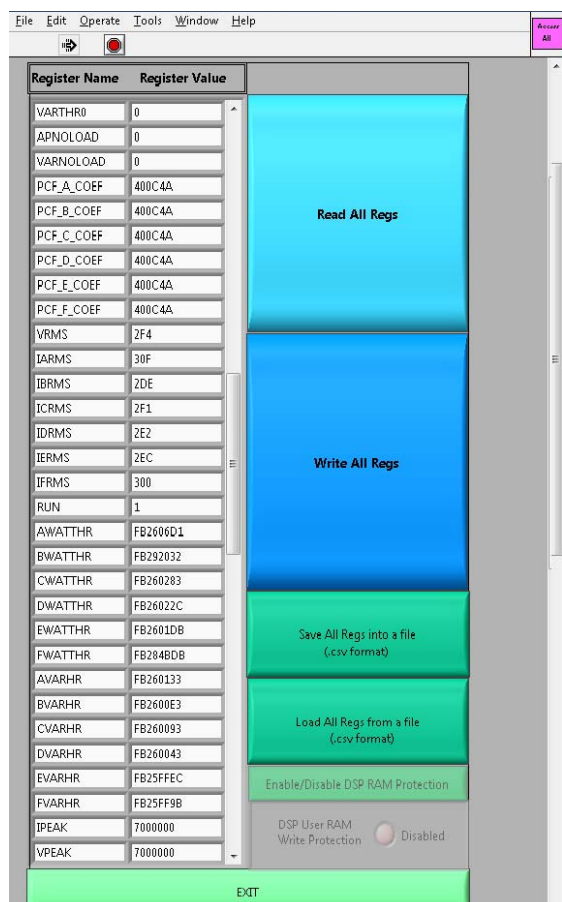 File Edit Operate Tools Window Help
All
Register Name Register Value
VARTHR0 0
APNOLOAD 0
VARNOLOAD 0
PCF_A_COEF 400C4A
PCF_B_COEF 400C4A
PCF_C_COEF 400C4A
PCF_D_COEF 400C4A
PCF_E_COEF 400C4A
PCF_F_COEF 400C4A
VRMS 2F4
IARMS 30F
IBRMS 2DE
ICRMS 2F1
IDRMS 2E2
IERMS 2EC
IFRMS 300
RUN 1
AWATTHR FB2606D1
BWATTHR FB292032
CWATTHR FB260283
DWATTHR FB26022C
EWATTHR FB2601DB
FWATTHR FB284BDB
AVARHR FB260133
BVARHR FB2600E3
CVARHR FB260093
DVARHR FB260043
EVARHR FB25FFEC
FVARHR FB25FF9B
IPEAK 7000000
VPEAK 7000000
Read All Regs
Write All Regs
Save All Regs into a file
(.csv format)
Load All Regs from a file
(.csv format)
Enable/Disable DSP RAM Protection
DSP User RAM
Write Protection Disabled
EXIT